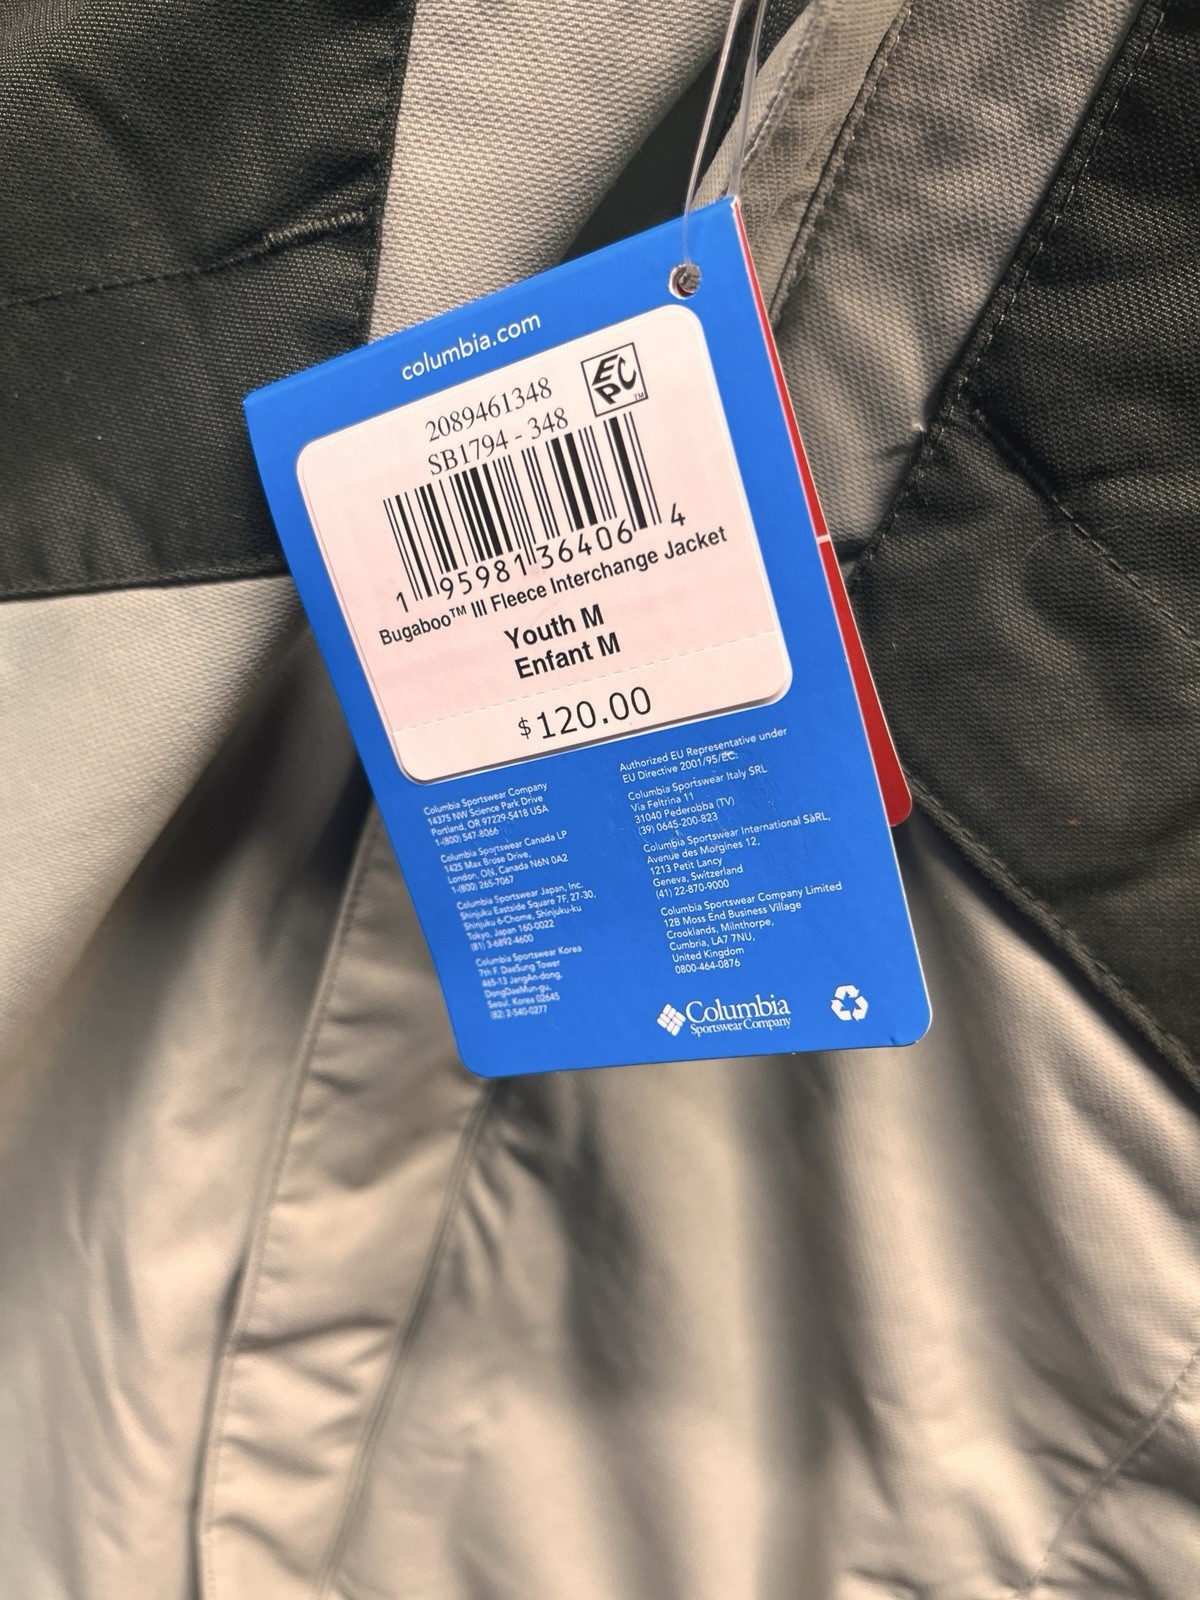 columbia.com
2089461348
SB1794 - 348
EPC TM
1 95981 36406 4
Bugaboo™ III Fleece Interchange Jacket
Youth M
Enfant M
$120.00
Columbia Sportswear Company
14375 NW Science Park Drive
Portland, OR 97229-5418 USA
1-(800) 547-8066
Columbia Sportswear Canada LP
1425 Max Brose Drive,
London, ON, Canada N6N 0A2
1-(800) 265-7067
Columbia Sportswear Japan, Inc.
Shinjuku Eastside Square 7F, 27-30,
Shinjuku 6-Chome, Shinjuku-ku
Tokyo, Japan 160-0022
(81) 3-6892-4600
Columbia Sportswear Korea
7th F. DaeSung Tower
465-13 JangAn-dong,
DongDaeMun-gu,
Seoul, Korea 02645
(82) 2-540-0277
Authorized EU Representative under
EU Directive 2001/95/EC:
Columbia Sportswear Italy SRL
Via Feltrina 11
31040 Pederobba (TV)
(39) 0645-200-823
Columbia Sportswear International SàRL,
Avenue des Morgines 12,
1213 Petit Lancy
Geneva, Switzerland
(41) 22-870-9000
Columbia Sportswear Company Limited
12B Moss End Business Village
Crooklands, Milnthorpe,
Cumbria, LA7 7NU,
United Kingdom
0800-464-0876
Columbia
Sportswear Company